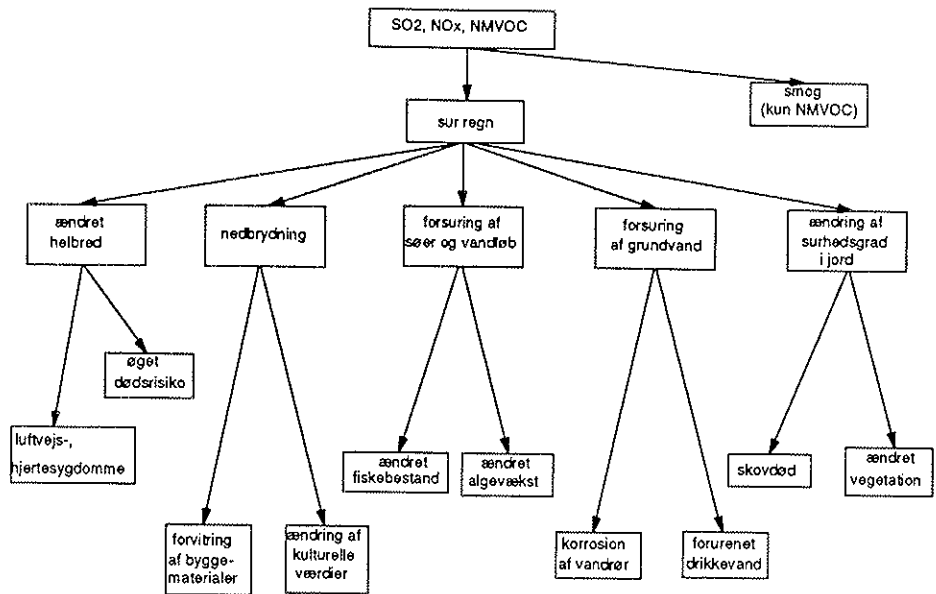 SO2, NOx, NMVOC
smog
(kun NMVOC)
sur regn
ændret
helbred
nedbrydning
forsuring af
søer og vandløb
forsuring
af grundvand
ændring af
surhedsgrad
i jord
øget
dødsrisiko
luftvejs-,
hjertesygdomme
ændret
fiskebestand
ændret
algevækst
skovdød
ændret
vegetation
forvitring
af bygge-
materialer
ændring af
kulturelle
værdier
korrosion
af vandrør
forurenet
drikkevand